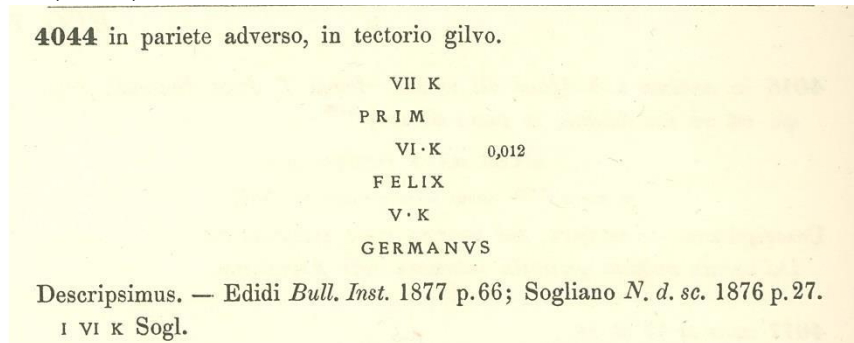 4044 in pariete adverso, in tectorio gilvo.
VII K
PRIM
VI·K 0,012
FELIX
V·K
GERMANVS
Descripsimus. — Edidi Bull. Inst. 1877 p.66; Sogliano N. d. sc. 1876 p.27.
I VI K Sogl.